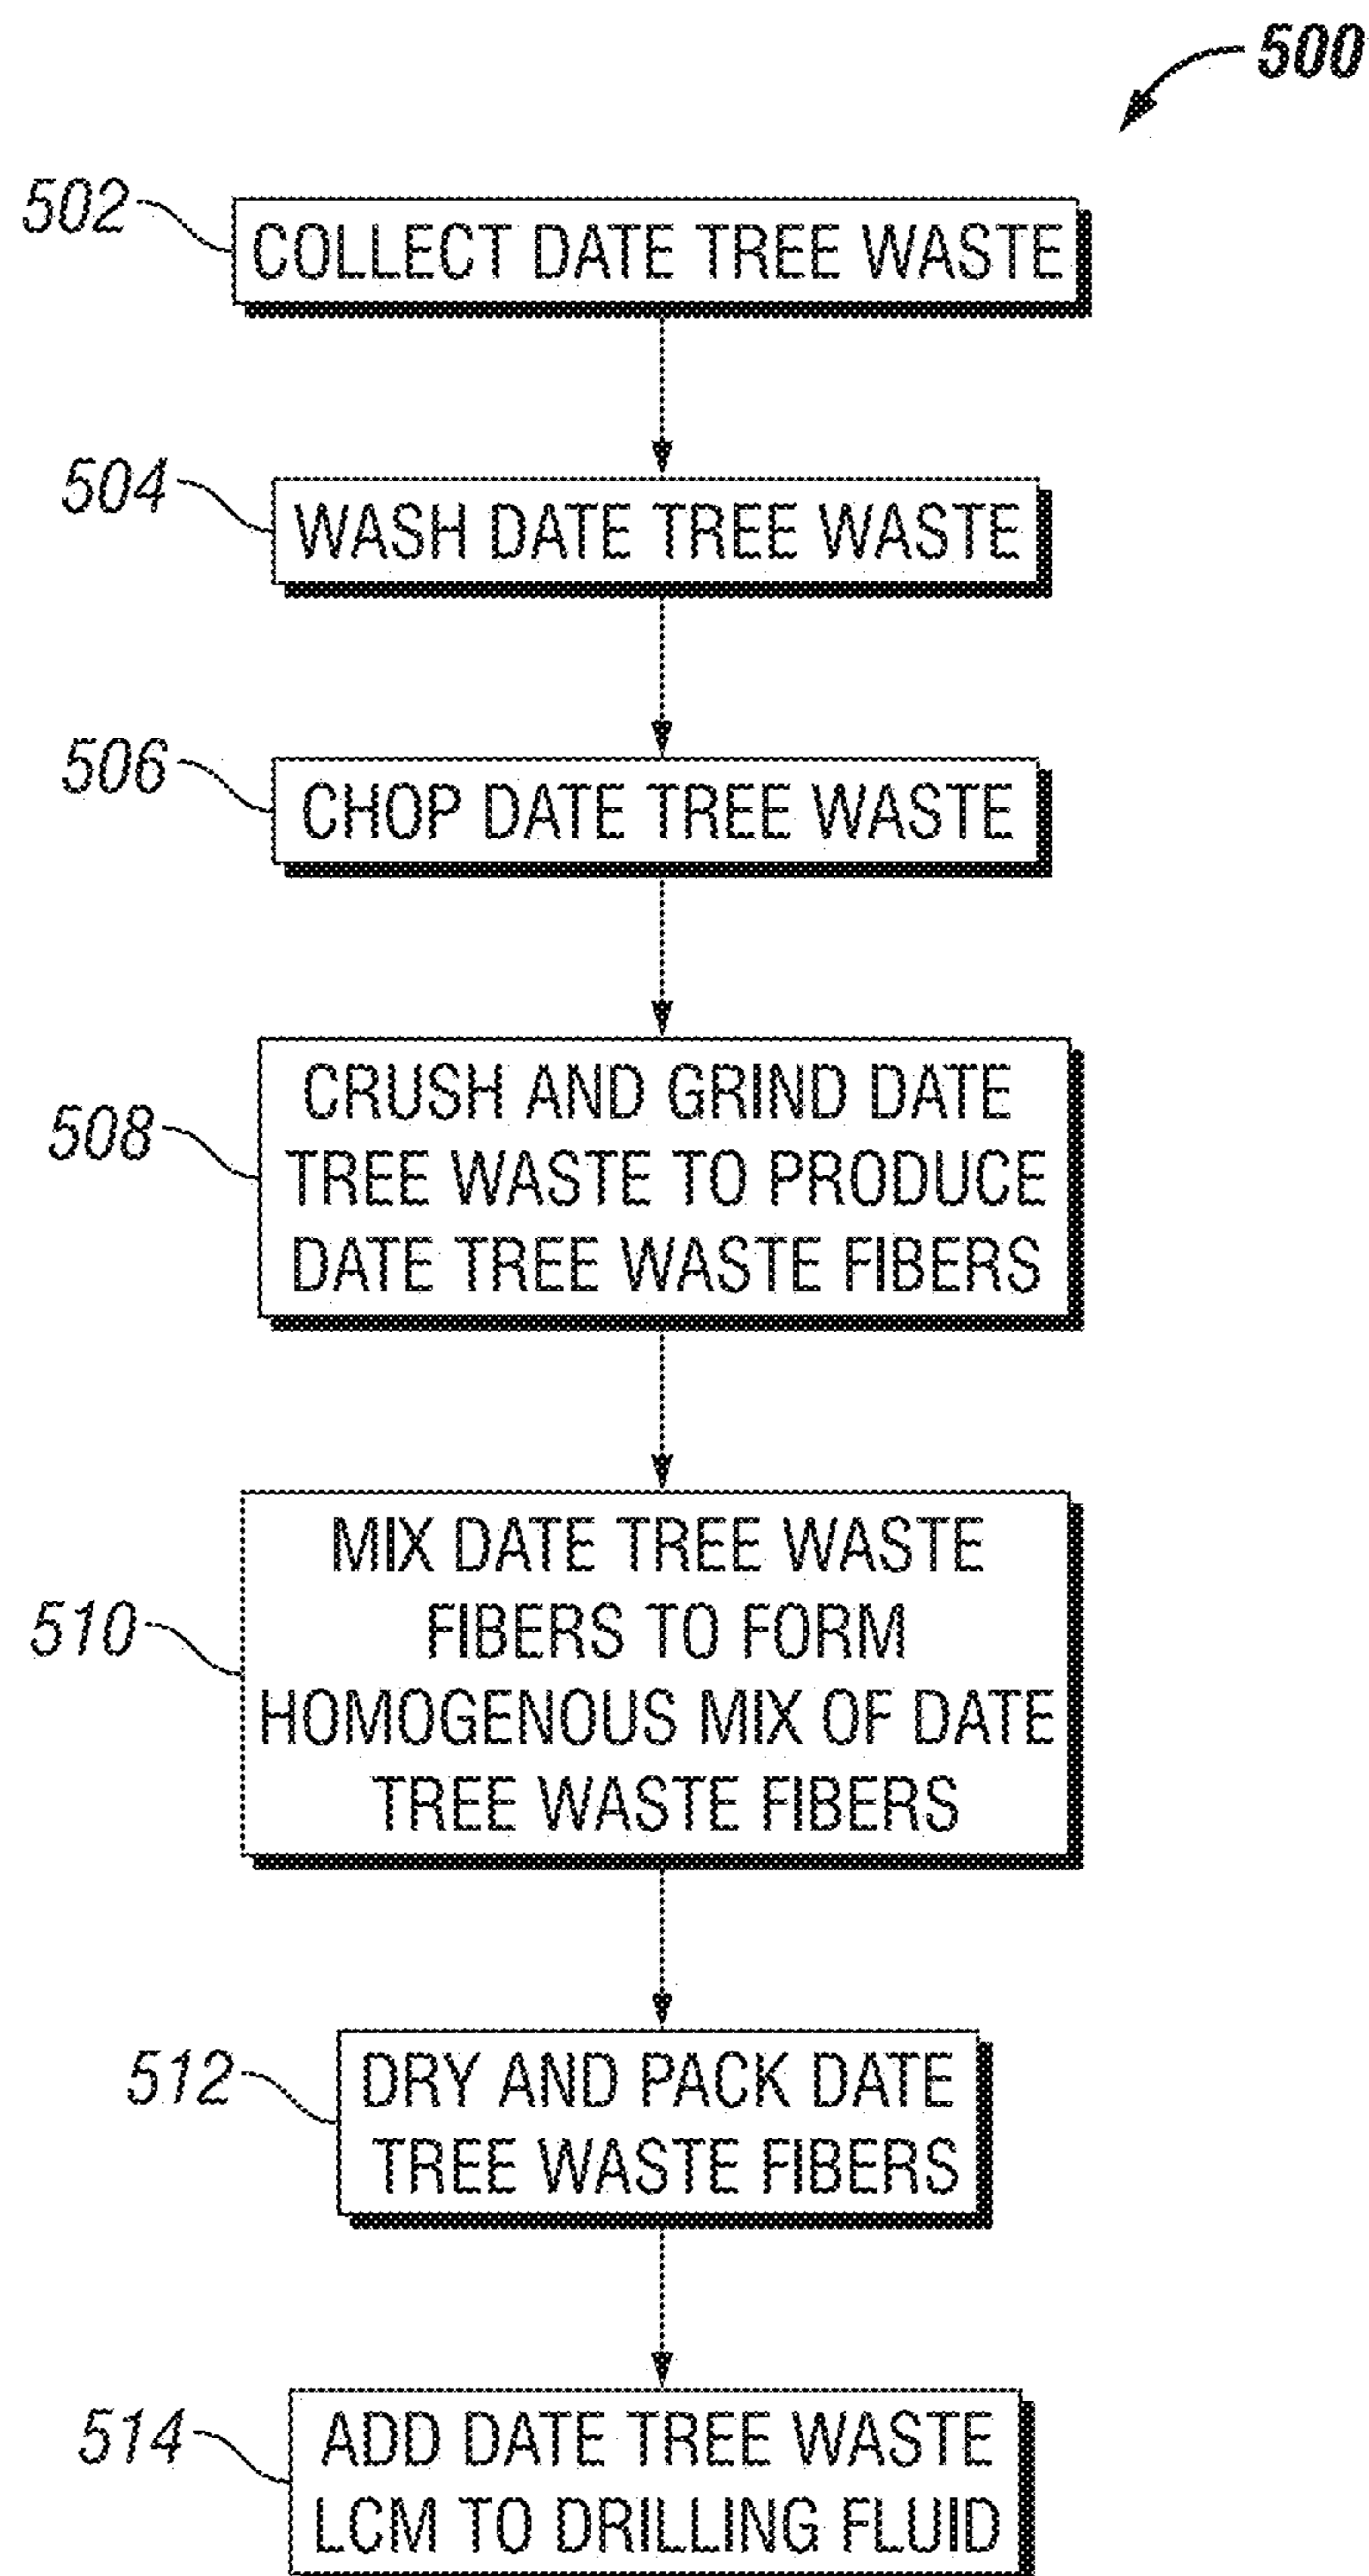 500
502
COLLECT DATE TREE WASTE
504
WASH DATE TREE WASTE
506
CHOP DATE TREE WASTE
508
CRUSH AND GRIND DATE
TREE WASTE TO PRODUCE
DATE TREE WASTE FIBERS
510
MIX DATE TREE WASTE
FIBERS TO FORM
HOMOGENOUS MIX OF DATE
TREE WASTE FIBERS
512
DRY AND PACK DATE
TREE WASTE FIBERS
514
ADD DATE TREE WASTE
LCM TO DRILLING FLUID